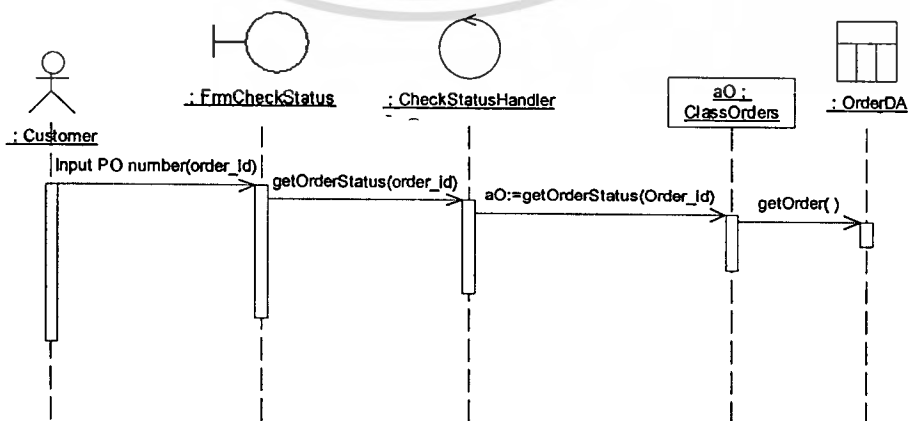 : FrmCheckStatus
: CheckStatusHandler
aO :
ClassOrders
: OrderDA
: Customer
Input PO number(order_id)
getOrderStatus(order_id)
aO:=getOrderStatus(Order_id)
getOrder( )